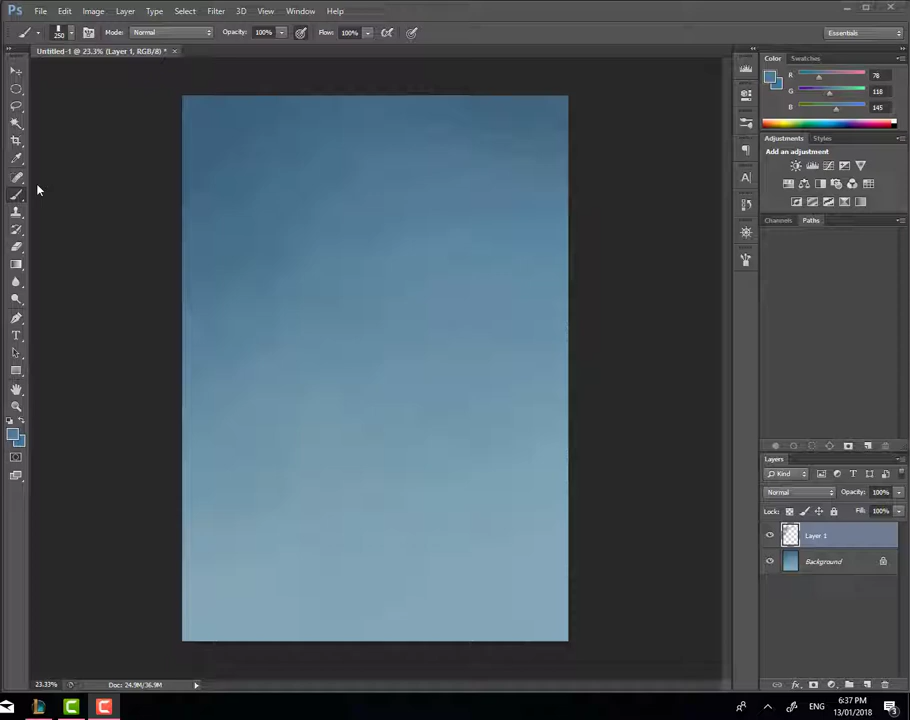 Ps File Edit Image Layer Type Select Filter 3D View Window Help
250 Mode: Normal Opacity: 100% Flow: 100% Essentials
Untitled-1 @ 23.3% (Layer 1, RGB/8) * ×
Color Swatches
R 78
G 118
B 145
Adjustments Styles
Add an adjustment
Channels Paths
Layers
Kind
Normal Opacity: 100%
Lock: Fill: 100%
Layer 1
Background
23.33% Doc: 24.9M/36.9M
ENG 6:37 PM
13/01/2018 3